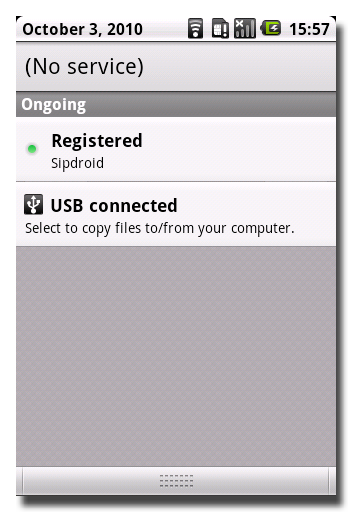 October 3, 2010 15:57
(No service)
Ongoing
Registered
Sipdroid
USB connected
Select to copy files to/from your computer.